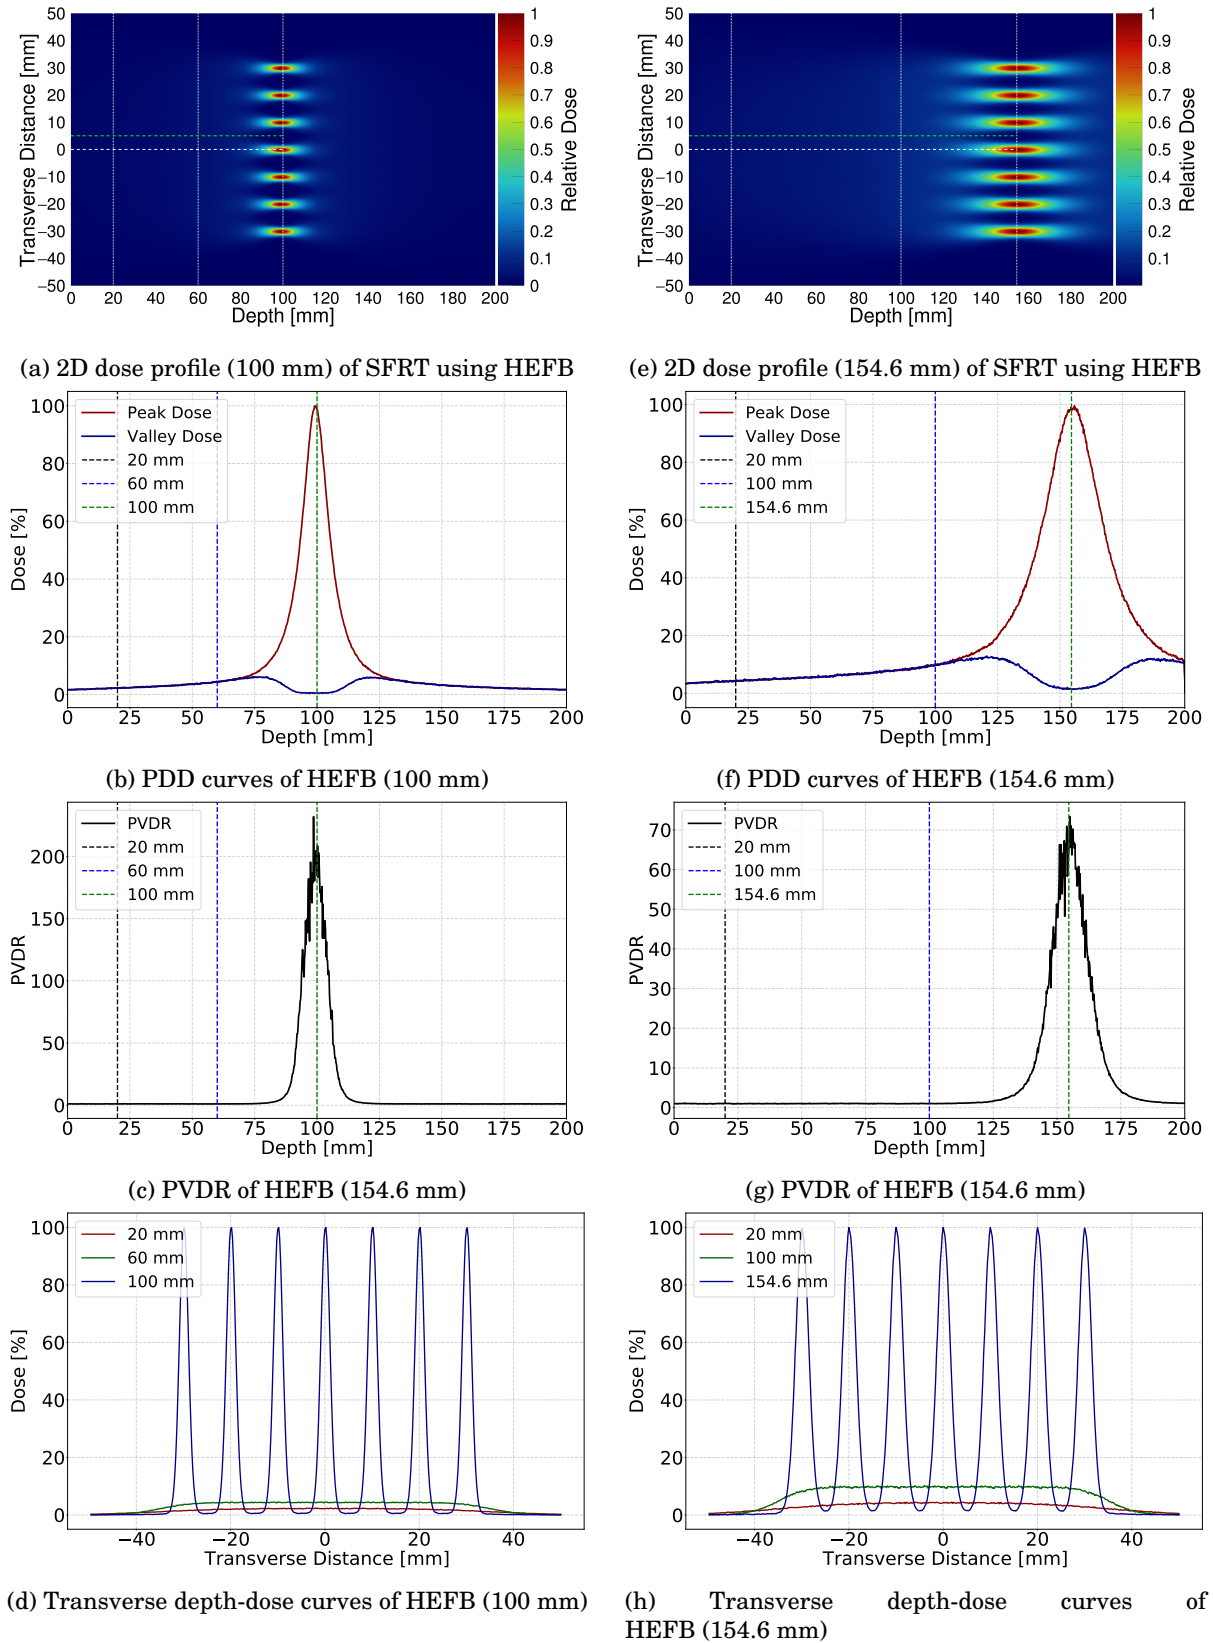 50
40
30
20
10
0
−10
−20
−30
−40
−50
Transverse Distance [mm]
0 20 40 60 80 100 120 140 160 180 200
Depth [mm]
1
0.9
0.8
0.7
0.6
0.5
0.4
0.3
0.2
0.1
0
Relative Dose
(a) 2D dose profile (100 mm) of SFRT using HEFB
50
40
30
20
10
0
−10
−20
−30
−40
−50
Transverse Distance [mm]
0 20 40 60 80 100 120 140 160 180 200
Depth [mm]
1
0.9
0.8
0.7
0.6
0.5
0.4
0.3
0.2
0.1
Relative Dose
(e) 2D dose profile (154.6 mm) of SFRT using HEFB
100
80
60
40
20
0
Dose [%]
Peak Dose
Valley Dose
20 mm
60 mm
100 mm
0 25 50 75 100 125 150 175 200
Depth [mm]
(b) PDD curves of HEFB (100 mm)
100
80
60
40
20
0
Dose [%]
Peak Dose
Valley Dose
20 mm
100 mm
154.6 mm
0 25 50 75 100 125 150 175 200
Depth [mm]
(f) PDD curves of HEFB (154.6 mm)
200
150
100
50
0
PVDR
PVDR
20 mm
60 mm
100 mm
0 25 50 75 100 125 150 175 200
Depth [mm]
(c) PVDR of HEFB (154.6 mm)
70
60
50
40
30
20
10
0
PVDR
PVDR
20 mm
100 mm
154.6 mm
0 25 50 75 100 125 150 175 200
Depth [mm]
(g) PVDR of HEFB (154.6 mm)
100
80
60
40
20
0
Dose [%]
20 mm
60 mm
100 mm
−40 −20 0 20 40
Transverse Distance [mm]
(d) Transverse depth-dose curves of HEFB (100 mm)
100
80
60
40
20
0
Dose [%]
20 mm
100 mm
154.6 mm
−40 −20 0 20 40
Transverse Distance [mm]
(h) Transverse depth-dose curves of
HEFB (154.6 mm)